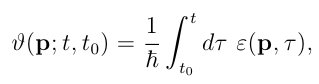 ϑ(𝐩; t, t₀) = 1/ħ ∫_{t₀}^{t} dτ ε(𝐩, τ),